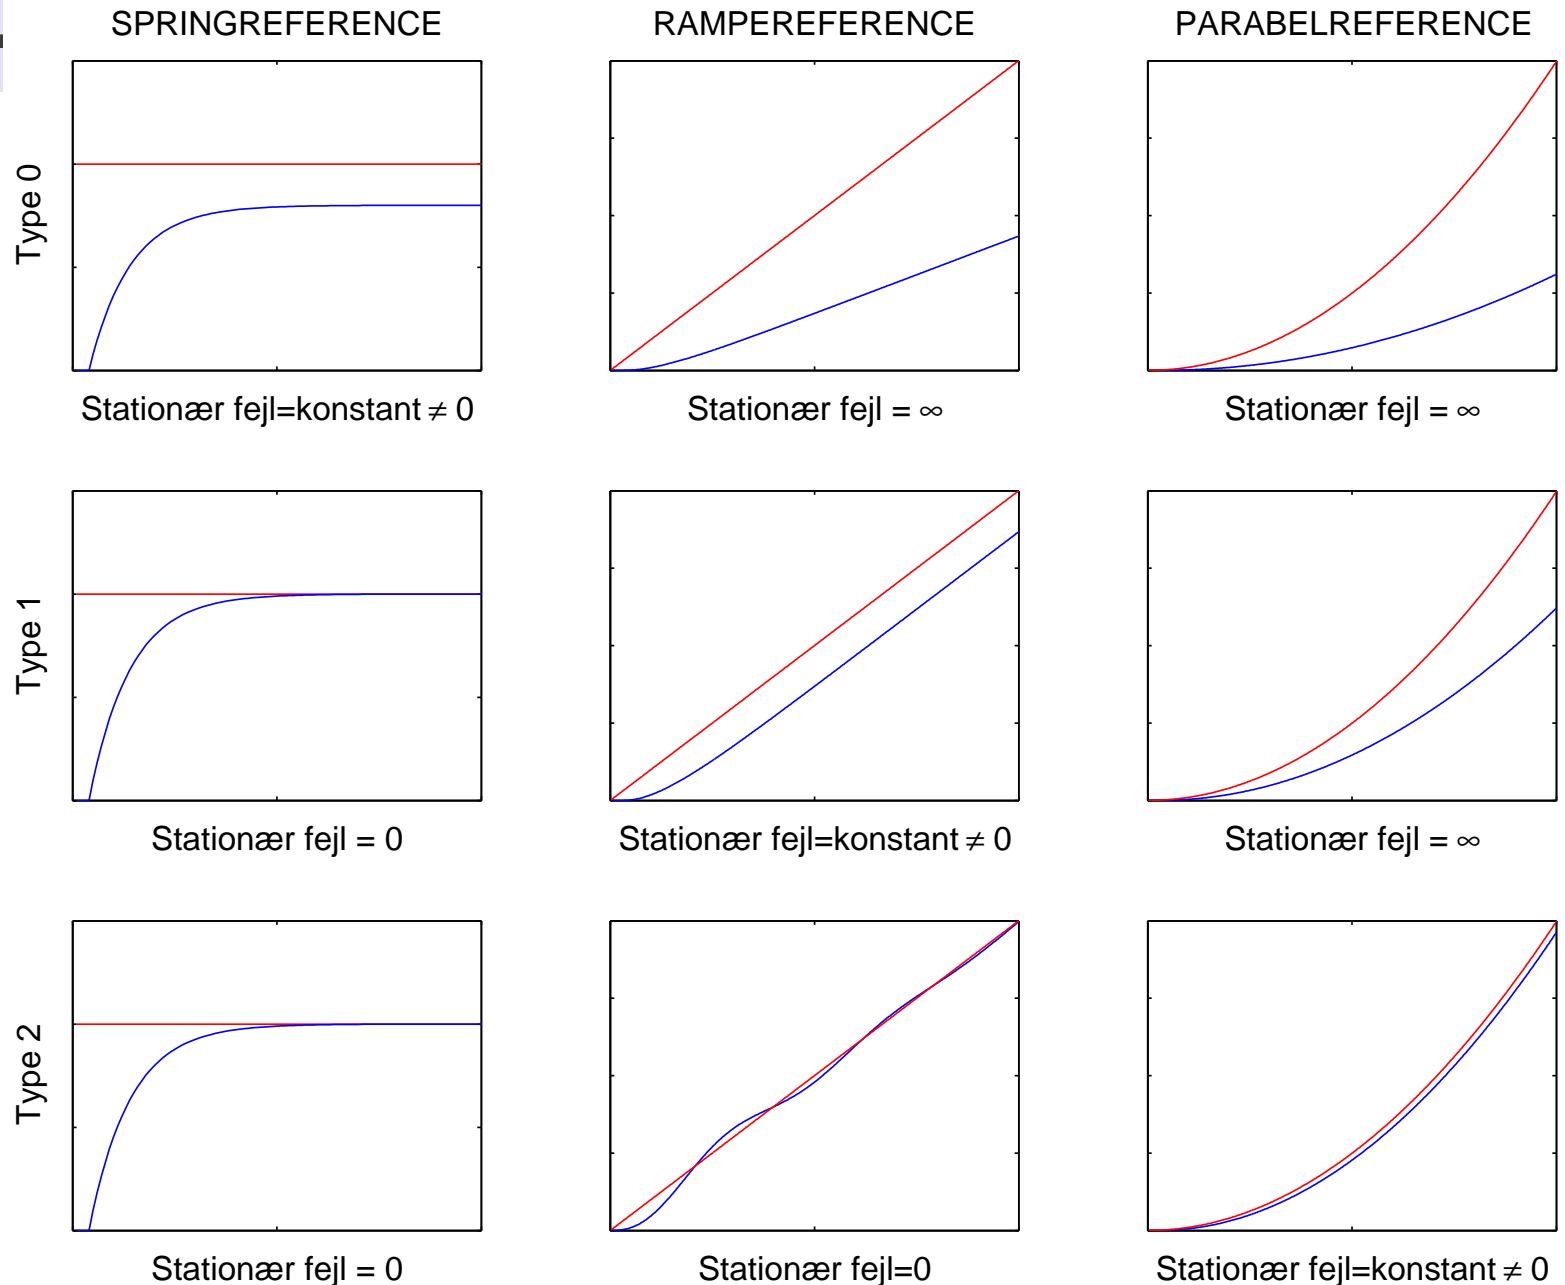 SPRINGREFERENCE
RAMPEREFERENCE
PARABELREFERENCE
Type 0
Stationær fejl=konstant ≠ 0
Stationær fejl = ∞
Stationær fejl = ∞
Type 1
Stationær fejl = 0
Stationær fejl=konstant ≠ 0
Stationær fejl = ∞
Type 2
Stationær fejl = 0
Stationær fejl=0
Stationær fejl=konstant ≠ 0